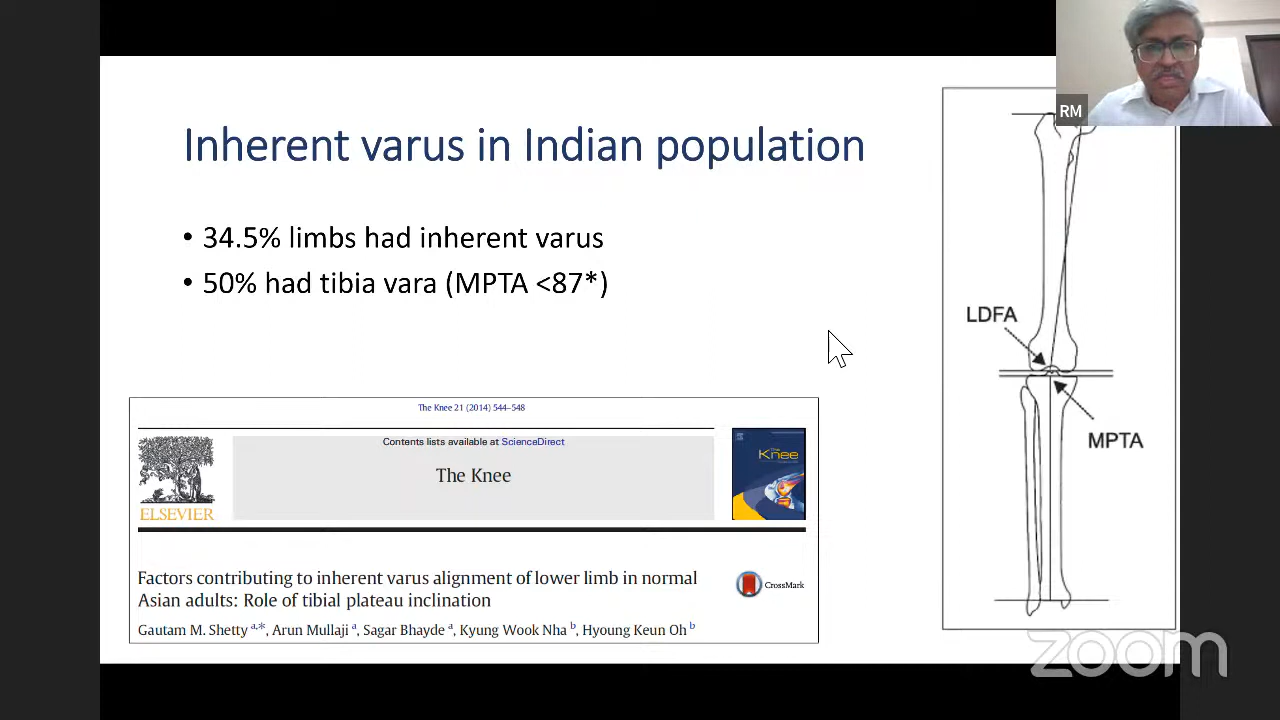 RM
Inherent varus in Indian population
• 34.5% limbs had inherent varus
• 50% had tibia vara (MPTA <87*)
LDFA
MPTA
The Knee 21 (2014) 544–548
Contents lists available at ScienceDirect
The Knee
ELSEVIER
The
Knee
Factors contributing to inherent varus alignment of lower limb in normal
Asian adults: Role of tibial plateau inclination
CrossMark
Gautam M. Shetty a,*, Arun Mullaji a, Sagar Bhayde a, Kyung Wook Nha b, Hyoung Keun Oh b
zoom